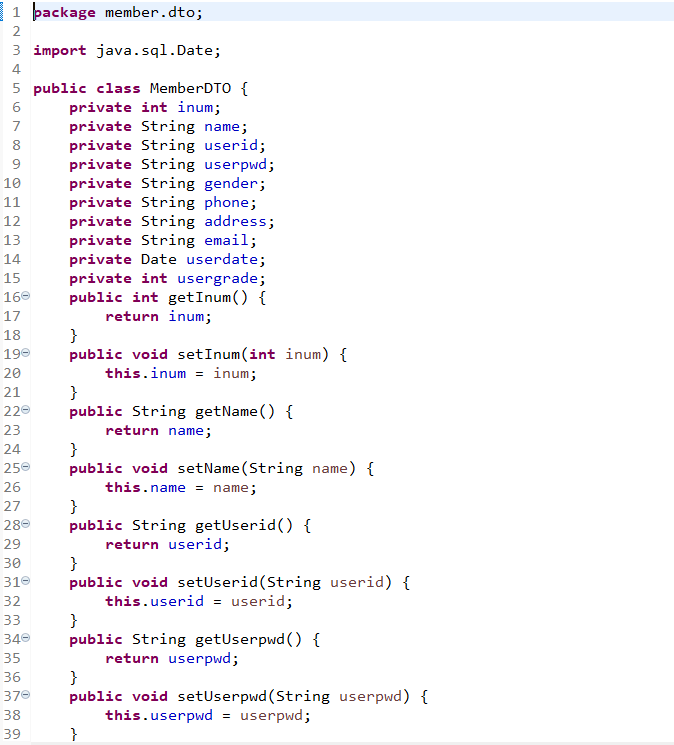 1 package member.dto;
2
3 import java.sql.Date;
4
5 public class MemberDTO {
6     private int inum;
7     private String name;
8     private String userid;
9     private String userpwd;
10     private String gender;
11     private String phone;
12     private String address;
13     private String email;
14     private Date userdate;
15     private int usergrade;
16     public int getInum() {
17         return inum;
18     }
19     public void setInum(int inum) {
20         this.inum = inum;
21     }
22     public String getName() {
23         return name;
24     }
25     public void setName(String name) {
26         this.name = name;
27     }
28     public String getUserid() {
29         return userid;
30     }
31     public void setUserid(String userid) {
32         this.userid = userid;
33     }
34     public String getUserpwd() {
35         return userpwd;
36     }
37     public void setUserpwd(String userpwd) {
38         this.userpwd = userpwd;
39     }